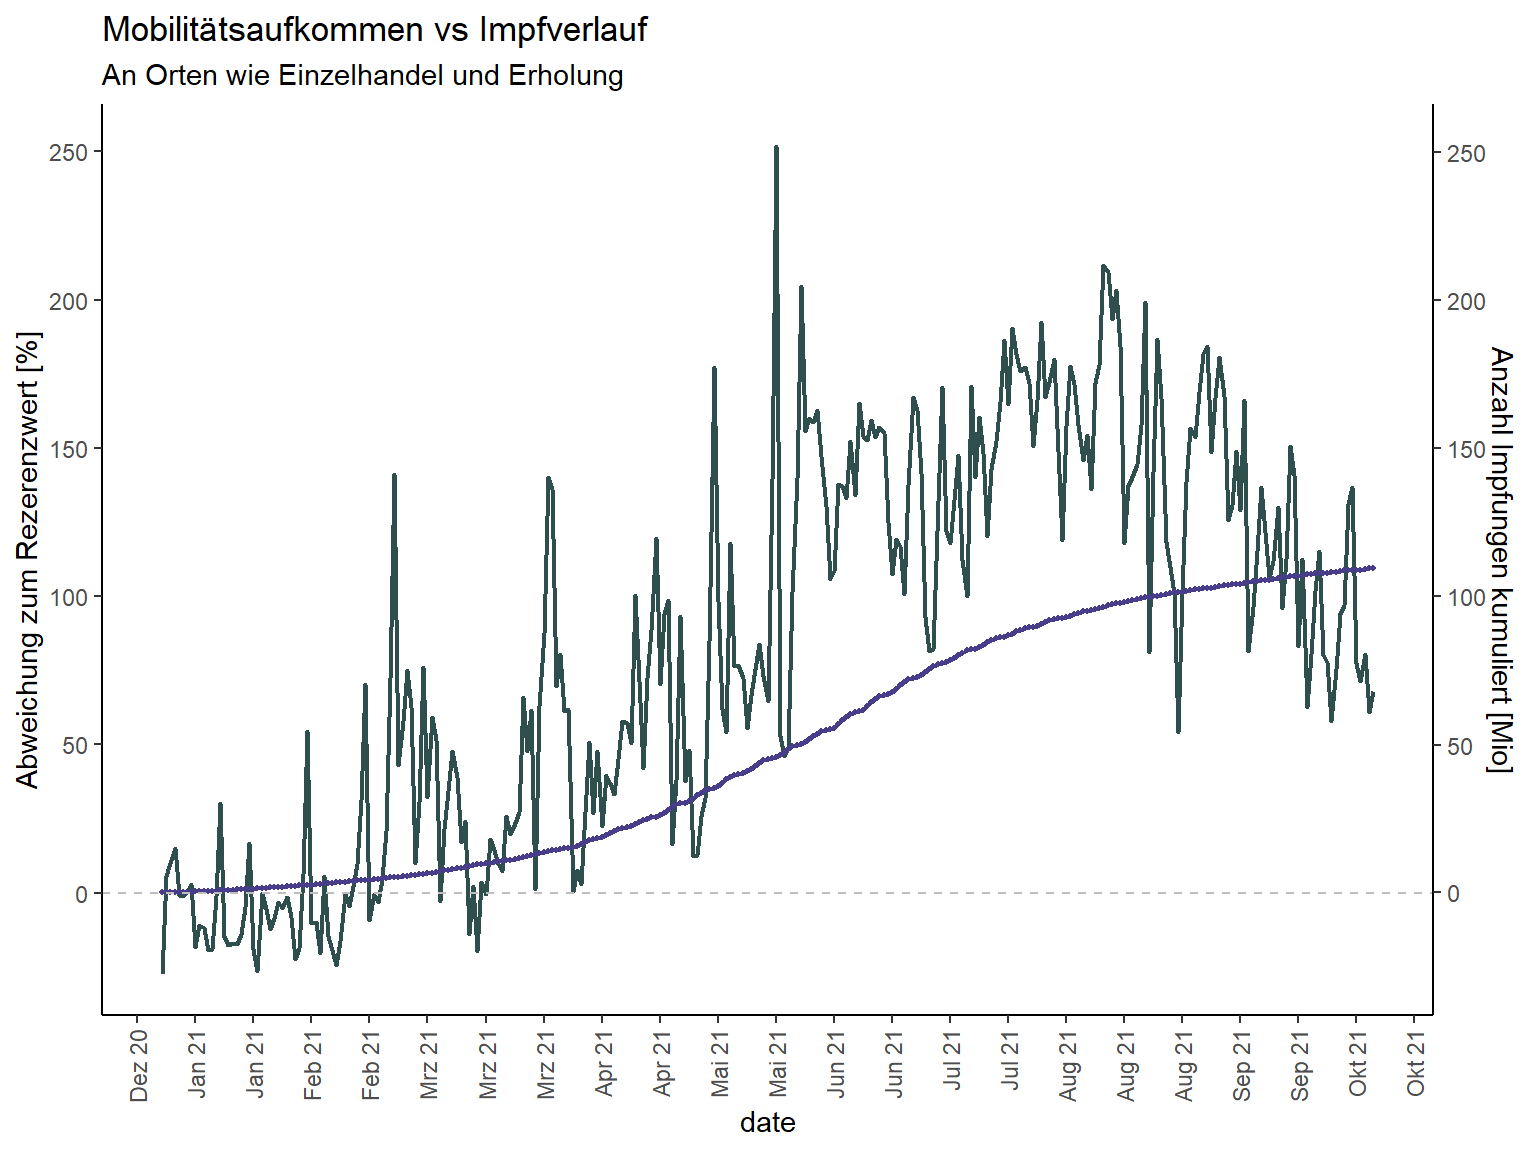 Mobilitätsaufkommen vs Impfverlauf
An Orten wie Einzelhandel und Erholung
Abweichung zum Rezerenzwert [%]
250
200
150
100
50
0
250
200
150
100
50
0
Anzahl Impfungen kumuliert [Mio]
Dez 20
Jan 21
Jan 21
Feb 21
Feb 21
Mrz 21
Mrz 21
Mrz 21
Apr 21
Apr 21
Mai 21
Mai 21
Jun 21
Jun 21
Jul 21
Jul 21
Aug 21
Aug 21
Aug 21
Sep 21
Sep 21
Okt 21
Okt 21
date